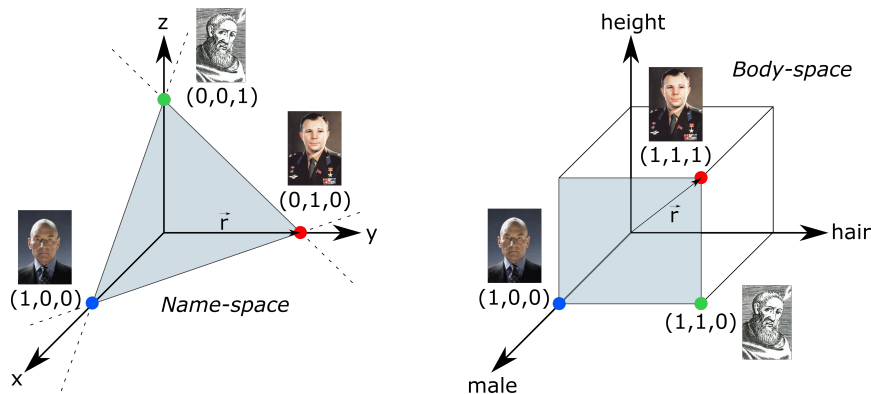 z
(0,0,1)
(0,1,0)
r
y
(1,0,0)
Name-space
x
height
Body-space
(1,1,1)
r
hair
(1,0,0)
(1,1,0)
male